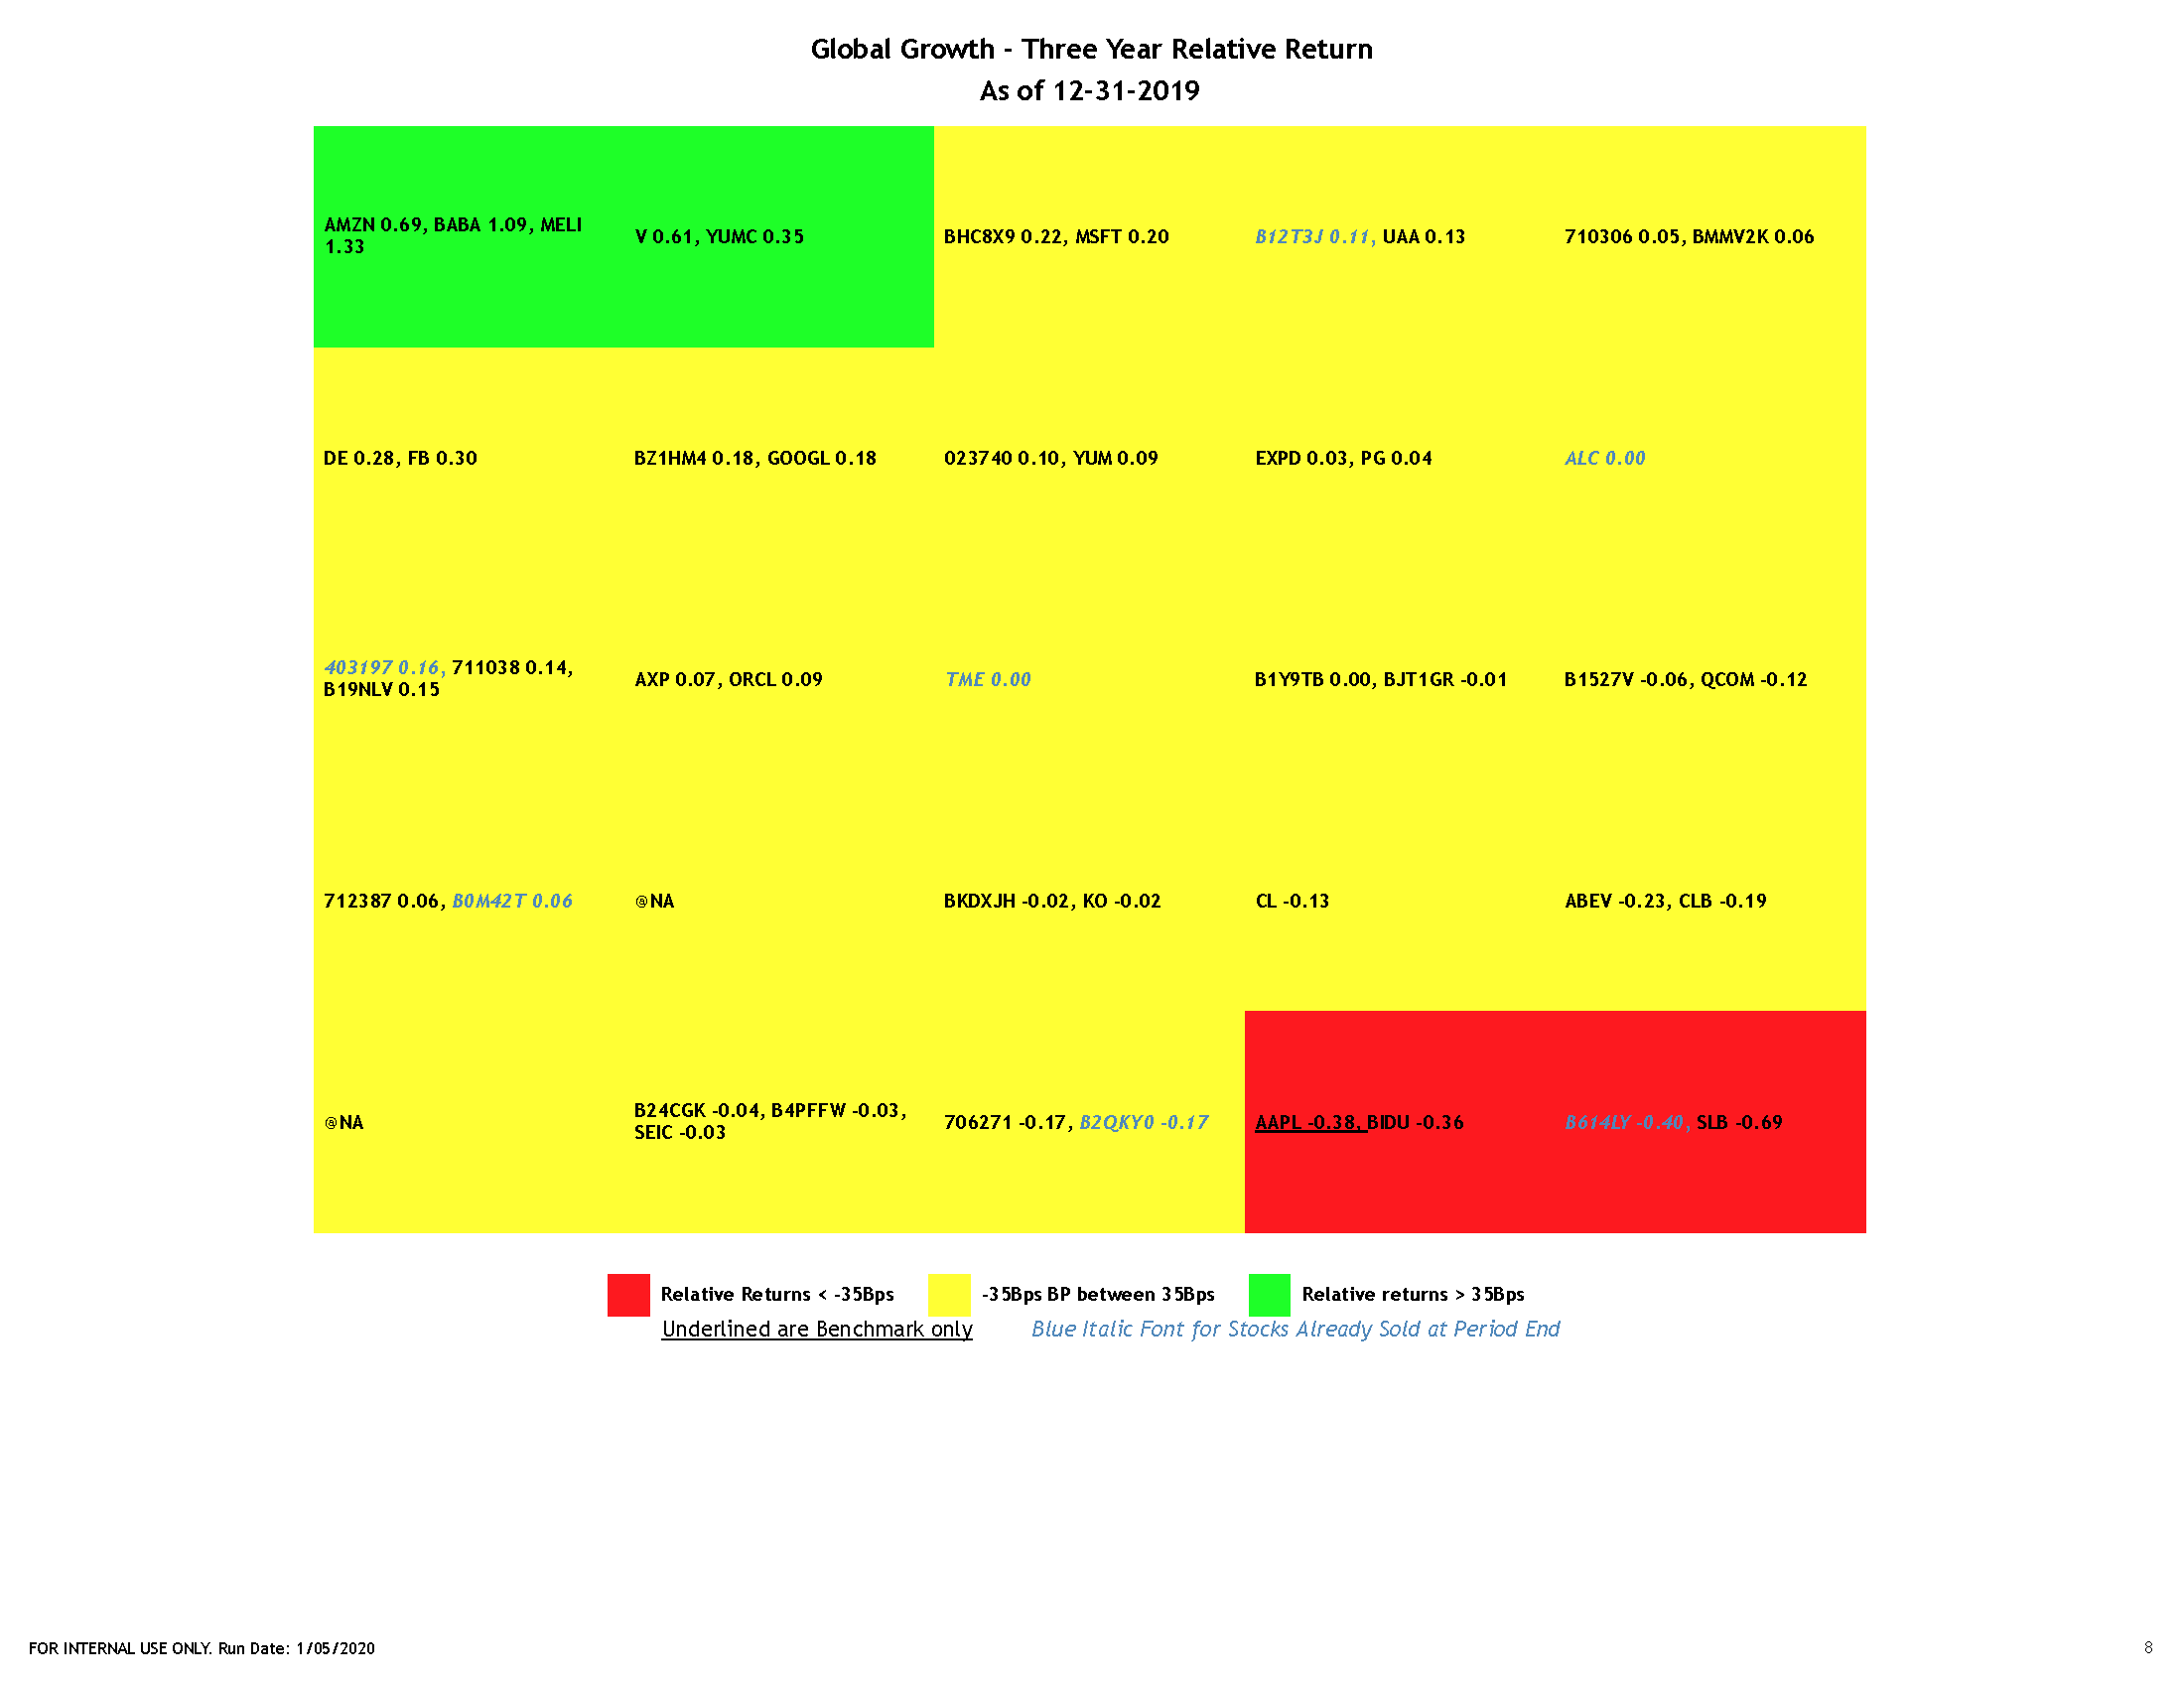 Global Growth - Three Year Relative Return
As of 12-31-2019
AMZN 0.69, BABA 1.09, MELI
1.33
V 0.61, YUMC 0.35
BHC8X9 0.22, MSFT 0.20
B12T3J 0.11, UAA 0.13
710306 0.05, BMMV2K 0.06
DE 0.28, FB 0.30
BZ1HM4 0.18, GOOGL 0.18
023740 0.10, YUM 0.09
EXPD 0.03, PG 0.04
ALC 0.00
403197 0.16, 711038 0.14,
B19NLV 0.15
AXP 0.07, ORCL 0.09
TME 0.00
B1Y9TB 0.00, BJT1GR -0.01
B1527V -0.06, QCOM -0.12
712387 0.06, B0M42T 0.06
@NA
BKDXJH -0.02, KO -0.02
CL -0.13
ABEV -0.23, CLB -0.19
@NA
B24CGK -0.04, B4PFFW -0.03,
SEIC -0.03
706271 -0.17, B2QKY0 -0.17
AAPL -0.38, BIDU -0.36
B614LY -0.40, SLB -0.69
Relative Returns < -35Bps
-35Bps BP between 35Bps
Relative returns > 35Bps
Underlined are Benchmark only
Blue Italic Font for Stocks Already Sold at Period End
FOR INTERNAL USE ONLY. Run Date: 1/05/2020
8